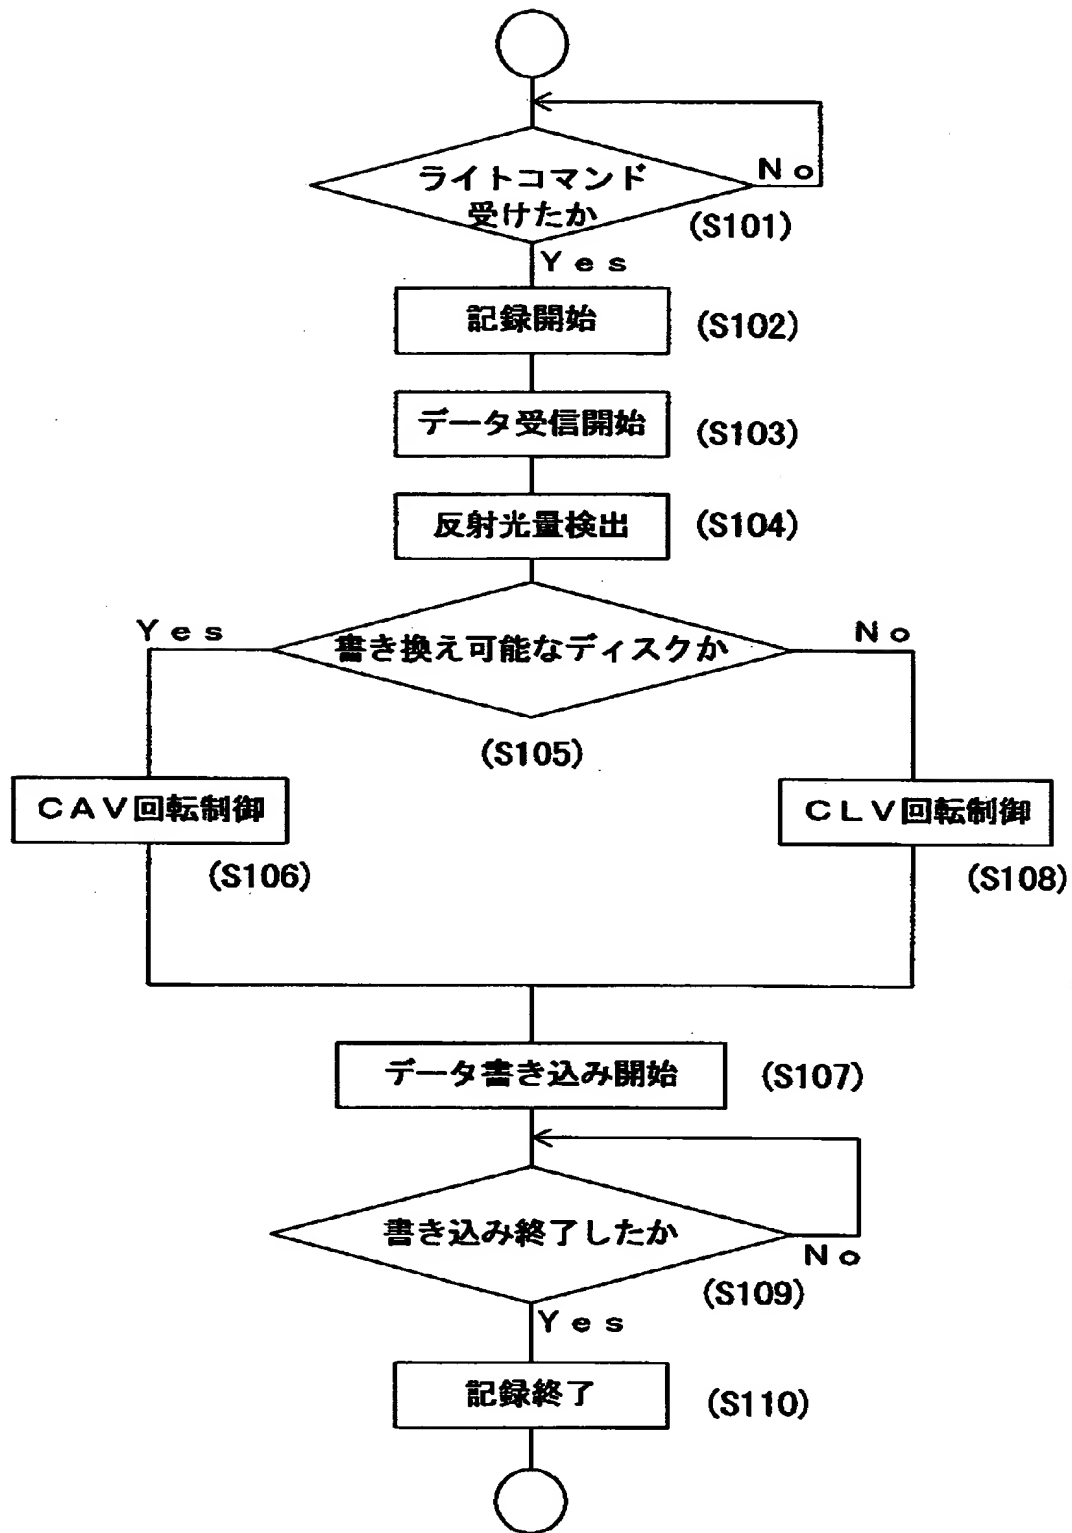 ライトコマンド
受けたか
No
(S101)
Yes
記録開始
(S102)
データ受信開始
(S103)
反射光量検出
(S104)
Yes
書き換え可能なディスクか
No
(S105)
CAV回転制御
(S106)
CLV回転制御
(S108)
データ書き込み開始
(S107)
書き込み終了したか
No
(S109)
Yes
記録終了
(S110)